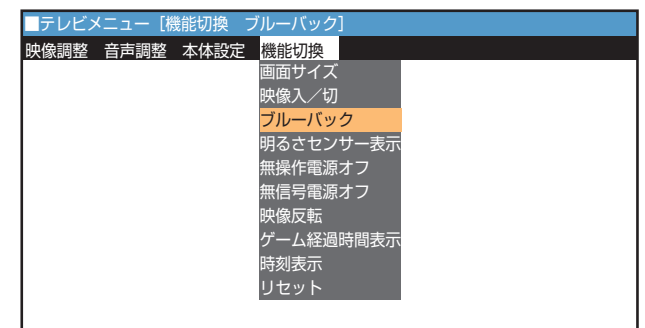 ■テレビメニュー［機能切換　ブルーバック］
映像調整　音声調整　本体設定　機能切換
画面サイズ
映像入／切
ブルーバック
明るさセンサー表示
無操作電源オフ
無信号電源オフ
映像反転
ゲーム経過時間表示
時刻表示
リセット